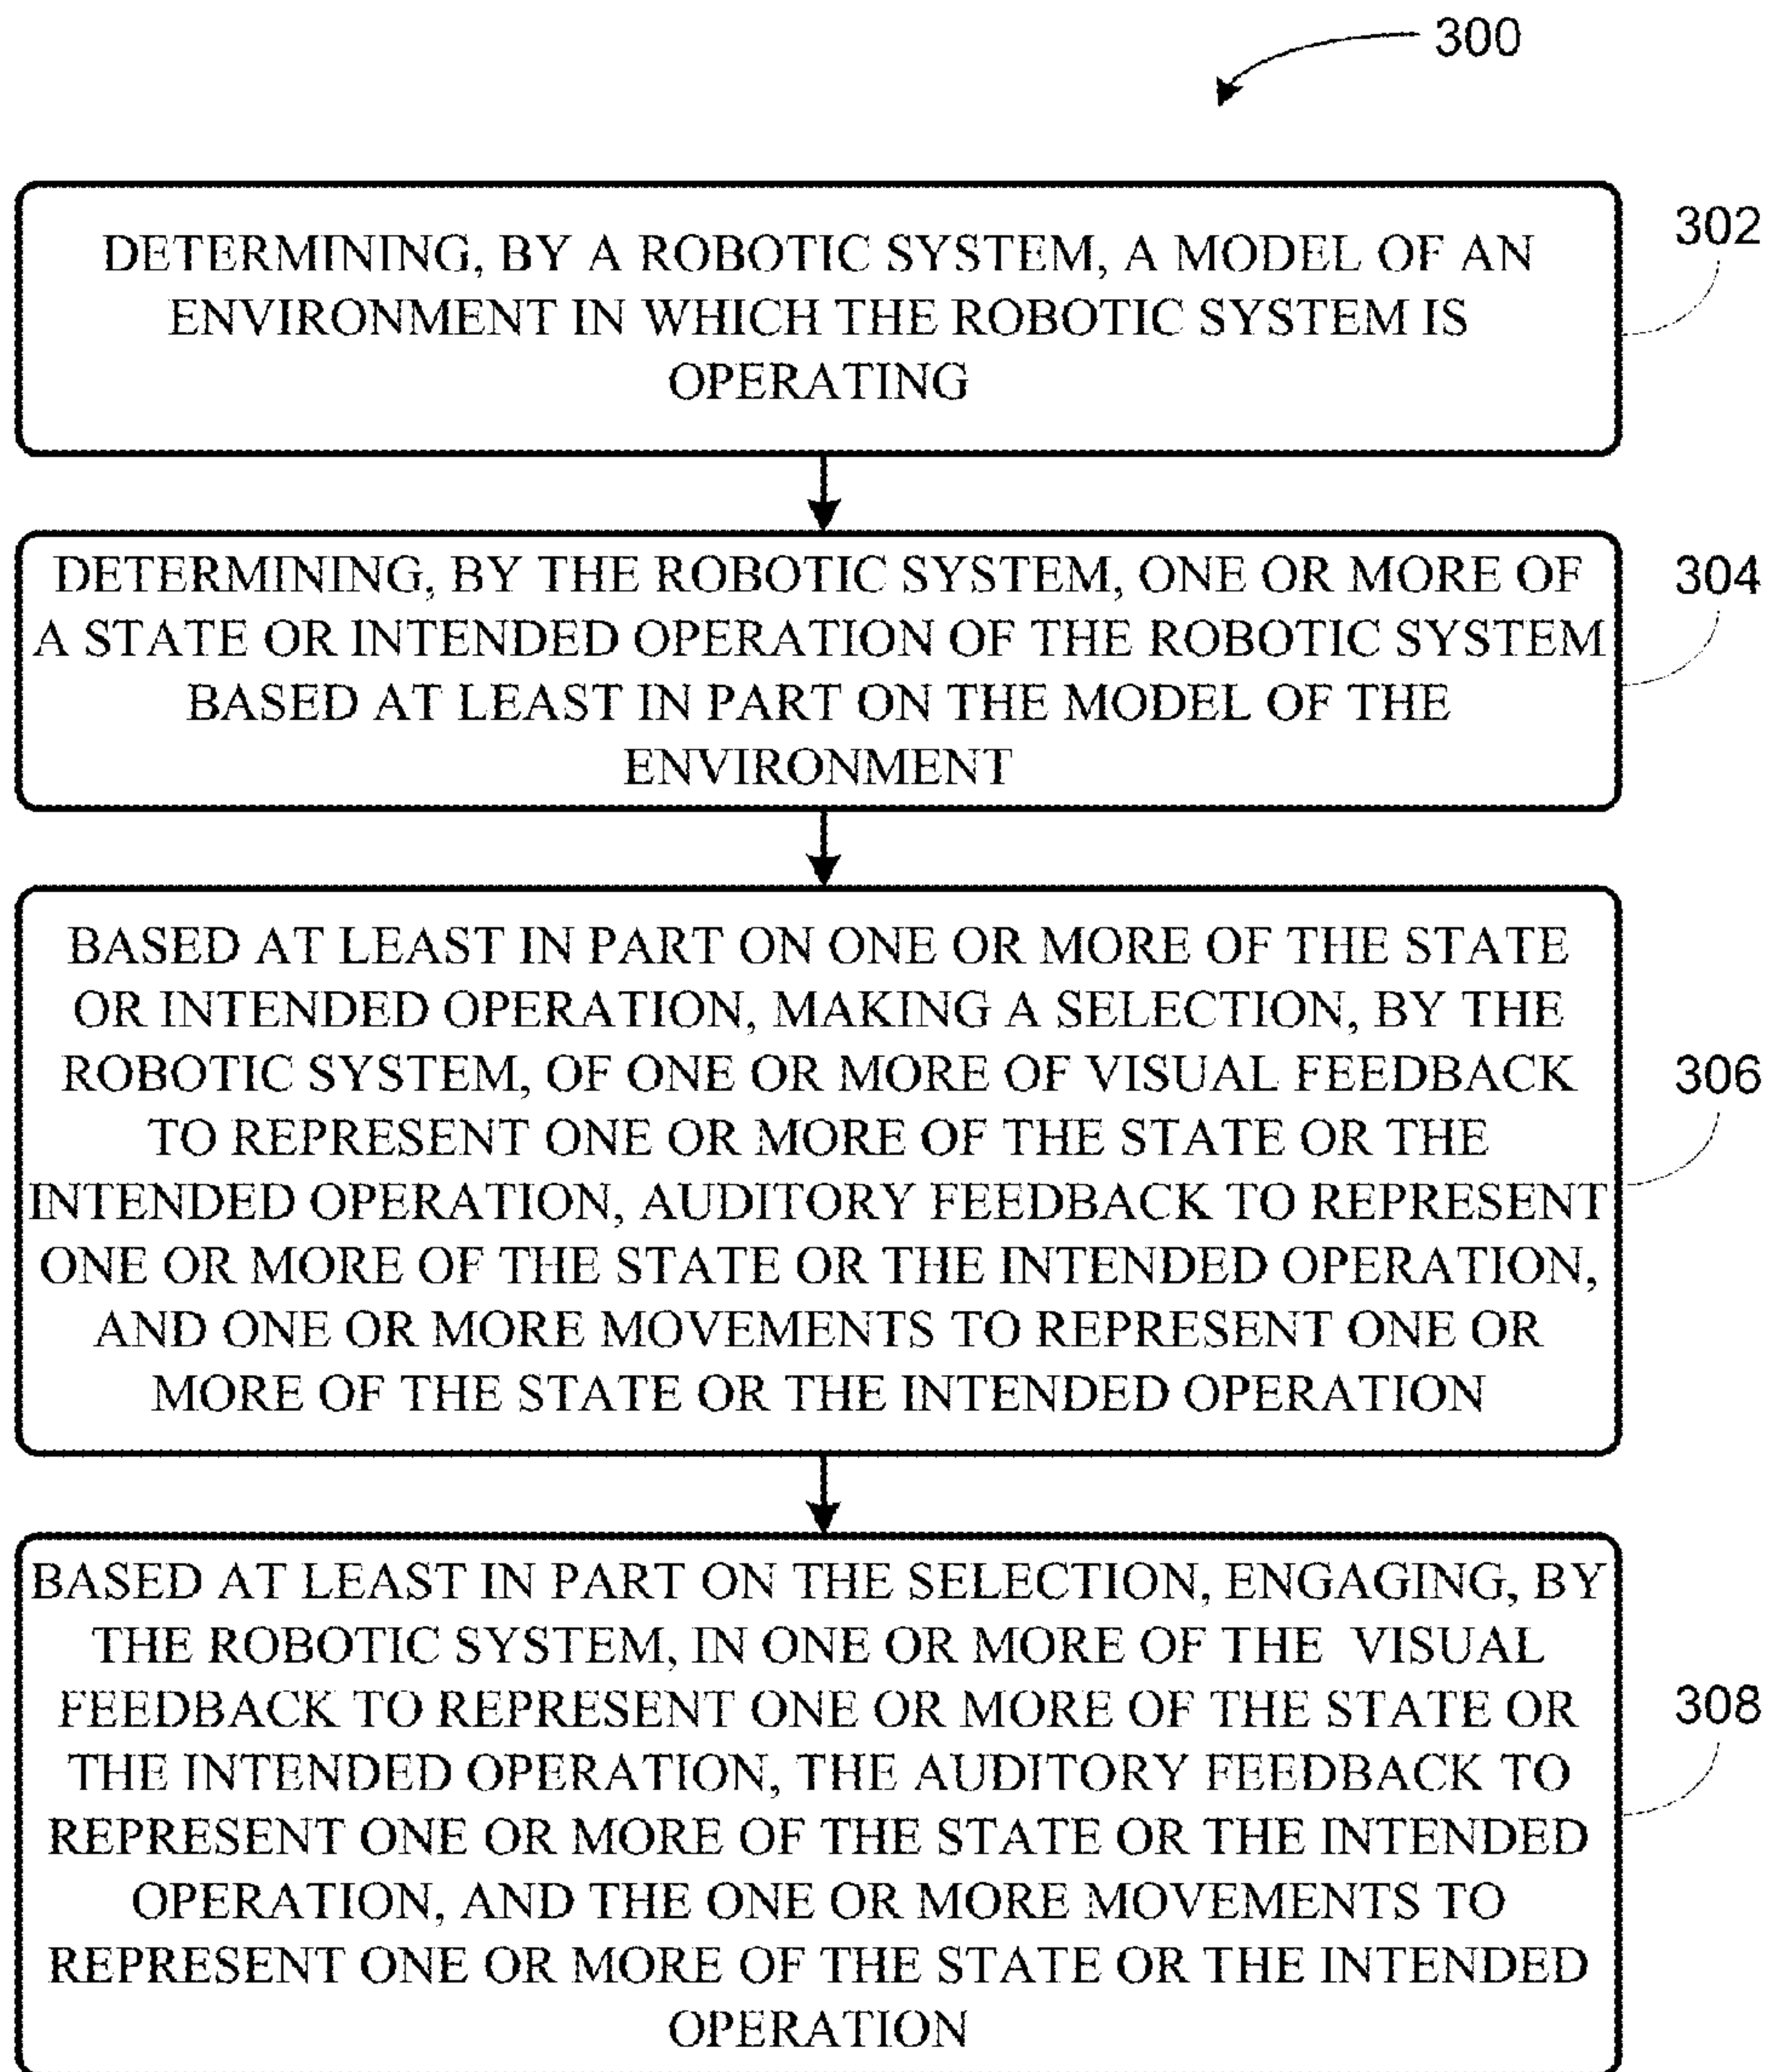 300
DETERMINING, BY A ROBOTIC SYSTEM, A MODEL OF AN
ENVIRONMENT IN WHICH THE ROBOTIC SYSTEM IS
OPERATING
302
DETERMINING, BY THE ROBOTIC SYSTEM, ONE OR MORE OF
A STATE OR INTENDED OPERATION OF THE ROBOTIC SYSTEM
BASED AT LEAST IN PART ON THE MODEL OF THE
ENVIRONMENT
304
BASED AT LEAST IN PART ON ONE OR MORE OF THE STATE
OR INTENDED OPERATION, MAKING A SELECTION, BY THE
ROBOTIC SYSTEM, OF ONE OR MORE OF VISUAL FEEDBACK
TO REPRESENT ONE OR MORE OF THE STATE OR THE
INTENDED OPERATION, AUDITORY FEEDBACK TO REPRESENT
ONE OR MORE OF THE STATE OR THE INTENDED OPERATION,
AND ONE OR MORE MOVEMENTS TO REPRESENT ONE OR
MORE OF THE STATE OR THE INTENDED OPERATION
306
BASED AT LEAST IN PART ON THE SELECTION, ENGAGING, BY
THE ROBOTIC SYSTEM, IN ONE OR MORE OF THE VISUAL
FEEDBACK TO REPRESENT ONE OR MORE OF THE STATE OR
THE INTENDED OPERATION, THE AUDITORY FEEDBACK TO
REPRESENT ONE OR MORE OF THE STATE OR THE INTENDED
OPERATION, AND THE ONE OR MORE MOVEMENTS TO
REPRESENT ONE OR MORE OF THE STATE OR THE INTENDED
OPERATION
308